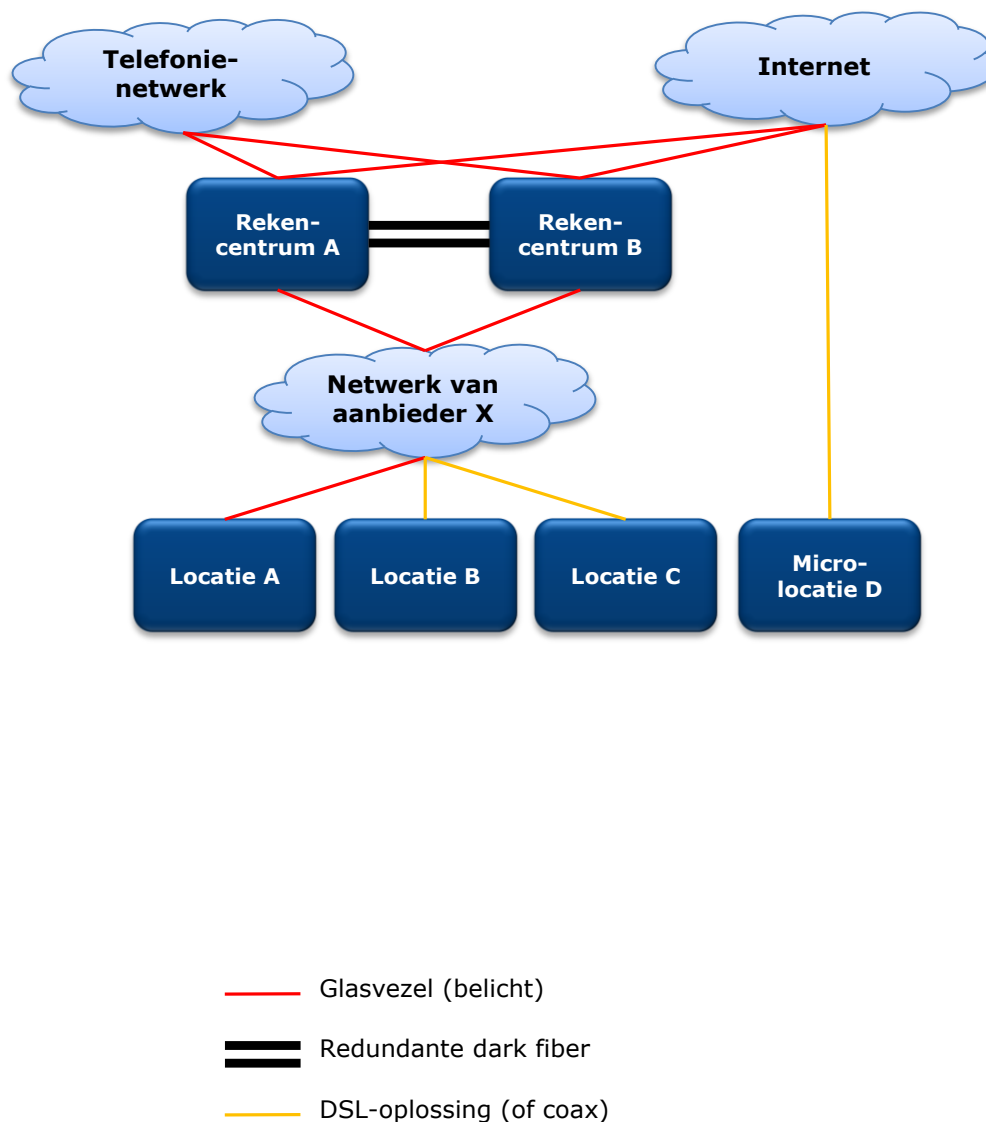 Telefonie-
netwerk
Internet
Reken-
centrum A
Reken-
centrum B
Netwerk van
aanbieder X
Locatie A
Locatie B
Locatie C
Micro-
locatie D
Glasvezel (belicht)
Redundante dark fiber
DSL-oplossing (of coax)